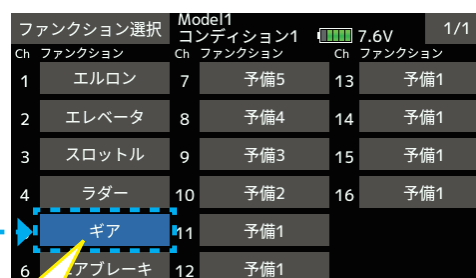 ファンクション選択 Model1 コンディション1 7.6V 1/1
Ch ファンクション Ch ファンクション Ch ファンクション
1 エルロン 7 予備5 13 予備1
2 エレベータ 8 予備4 14 予備1
3 スロットル 9 予備3 15 予備1
4 ラダー 10 予備2 16 予備1
ギア 11 予備1
6 アブレーキ 12 予備1